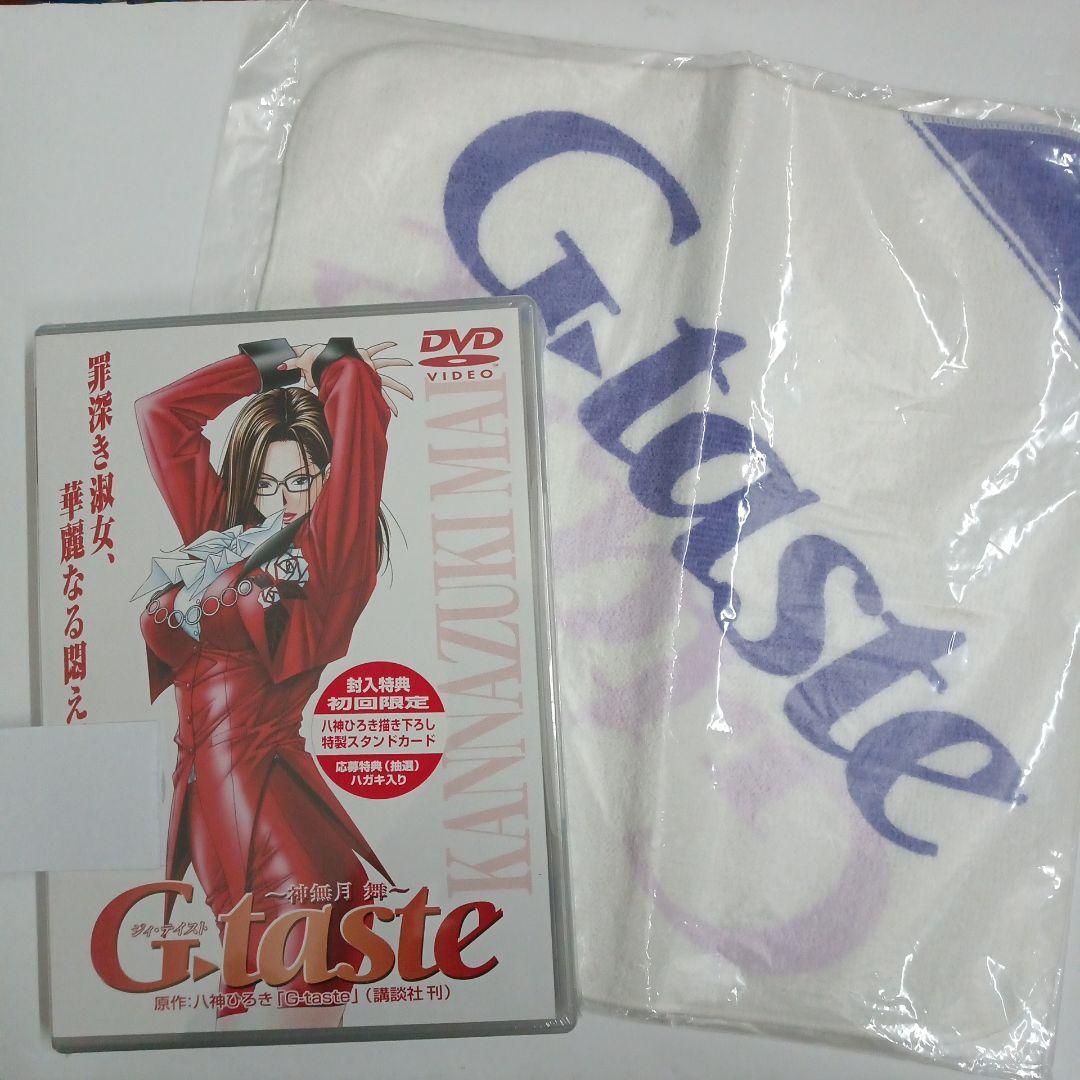 G-taste
DVD
VIDEO
罪深き淑女、
華麗なる悶え
KANNAZUKI MAI
封入特典
初回限定
八神ひろき描き下ろし
特製スタンドカード
応募特典(抽選)
ハガキ入り
〜神無月 舞〜
ジィ・テイスト
G-taste
原作:八神ひろき「G-taste」(講談社 刊)